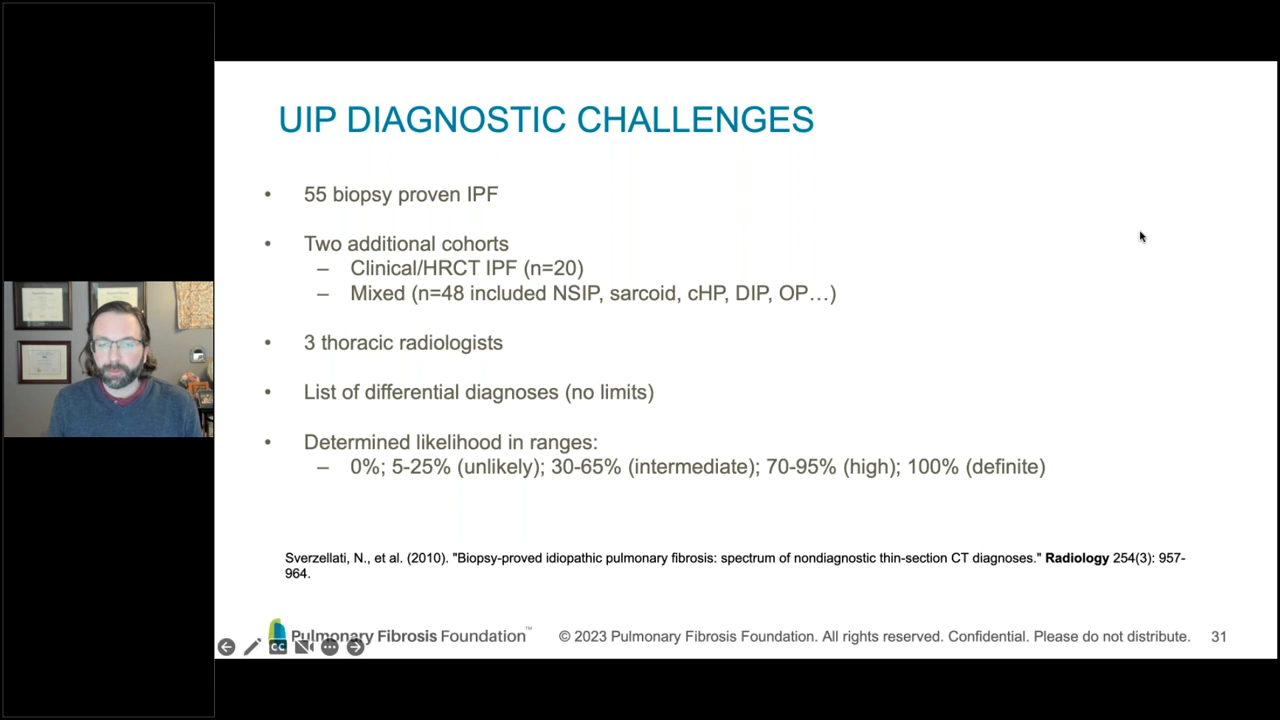 UIP DIAGNOSTIC CHALLENGES
• 55 biopsy proven IPF
• Two additional cohorts
– Clinical/HRCT IPF (n=20)
– Mixed (n=48 included NSIP, sarcoid, cHP, DIP, OP…)
• 3 thoracic radiologists
• List of differential diagnoses (no limits)
• Determined likelihood in ranges:
– 0%; 5-25% (unlikely); 30-65% (intermediate); 70-95% (high); 100% (definite)
Sverzellati, N., et al. (2010). "Biopsy-proved idiopathic pulmonary fibrosis: spectrum of nondiagnostic thin-section CT diagnoses." Radiology 254(3): 957-
964.
Pulmonary Fibrosis Foundation™
© 2023 Pulmonary Fibrosis Foundation. All rights reserved. Confidential. Please do not distribute.
31
CC